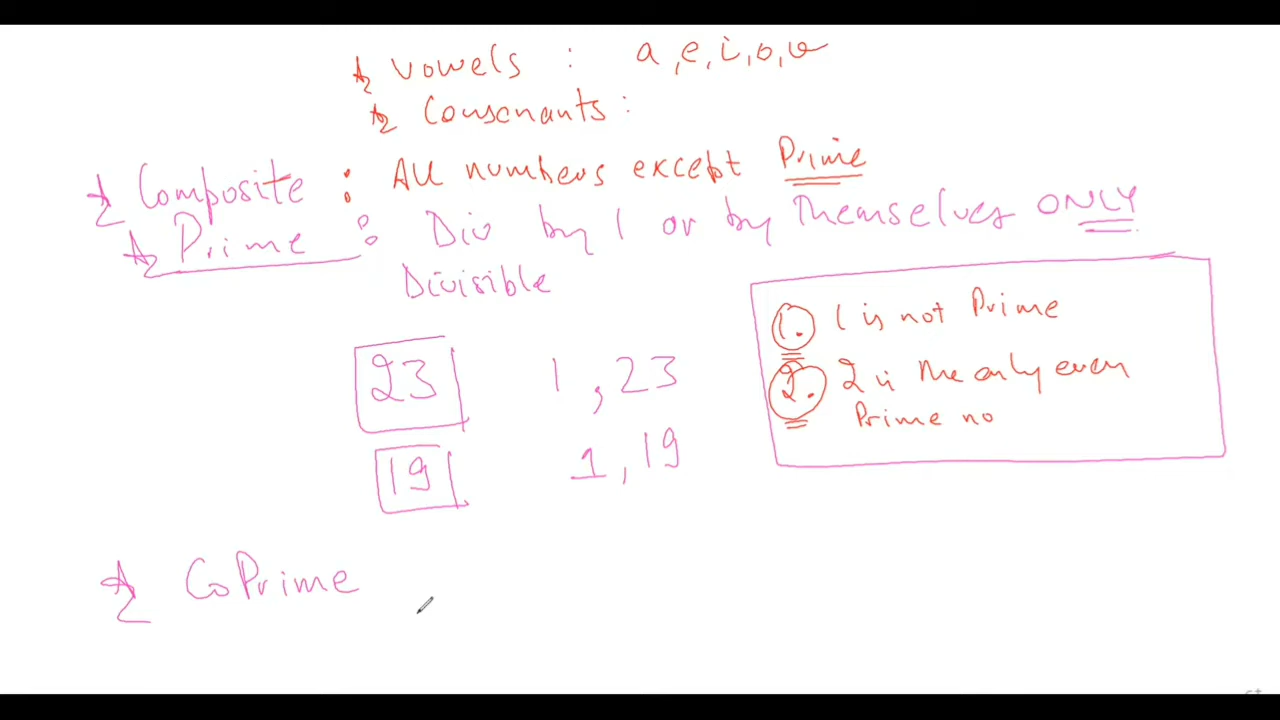 Vowels : a, e, i, o, u
Consonants :
Composite : All numbers except Prime
Prime : Div by 1 or by Themselves ONLY
Divisible
1. 1 is not Prime
2. 2 is the only even
Prime no
23 1, 23
19 1, 19
CoPrime